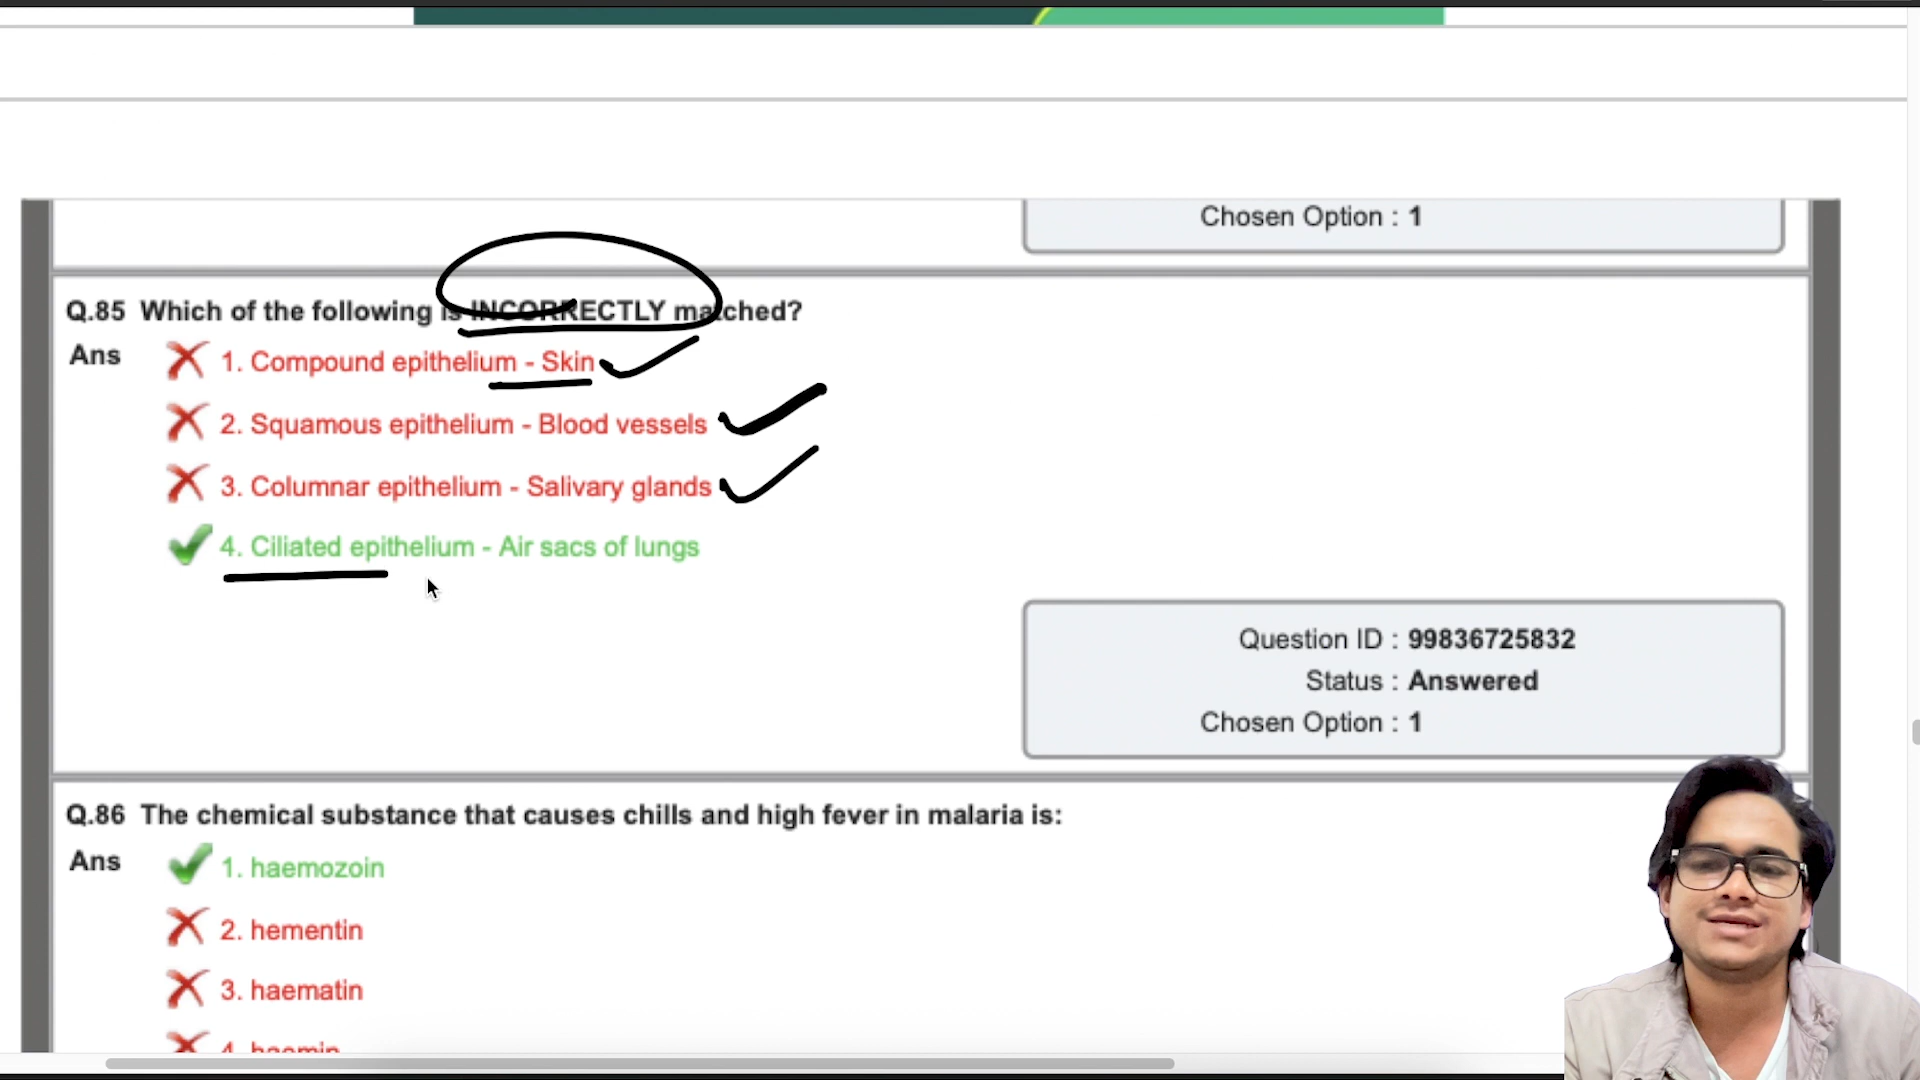 Chosen Option : 1
Q.85 Which of the following is INCORRECTLY matched?
Ans 1. Compound epithelium - Skin
2. Squamous epithelium - Blood vessels
3. Columnar epithelium - Salivary glands
4. Ciliated epithelium - Air sacs of lungs
Question ID : 99836725832
Status : Answered
Chosen Option : 1
Q.86 The chemical substance that causes chills and high fever in malaria is:
Ans 1. haemozoin
2. hementin
3. haematin
4. haemin